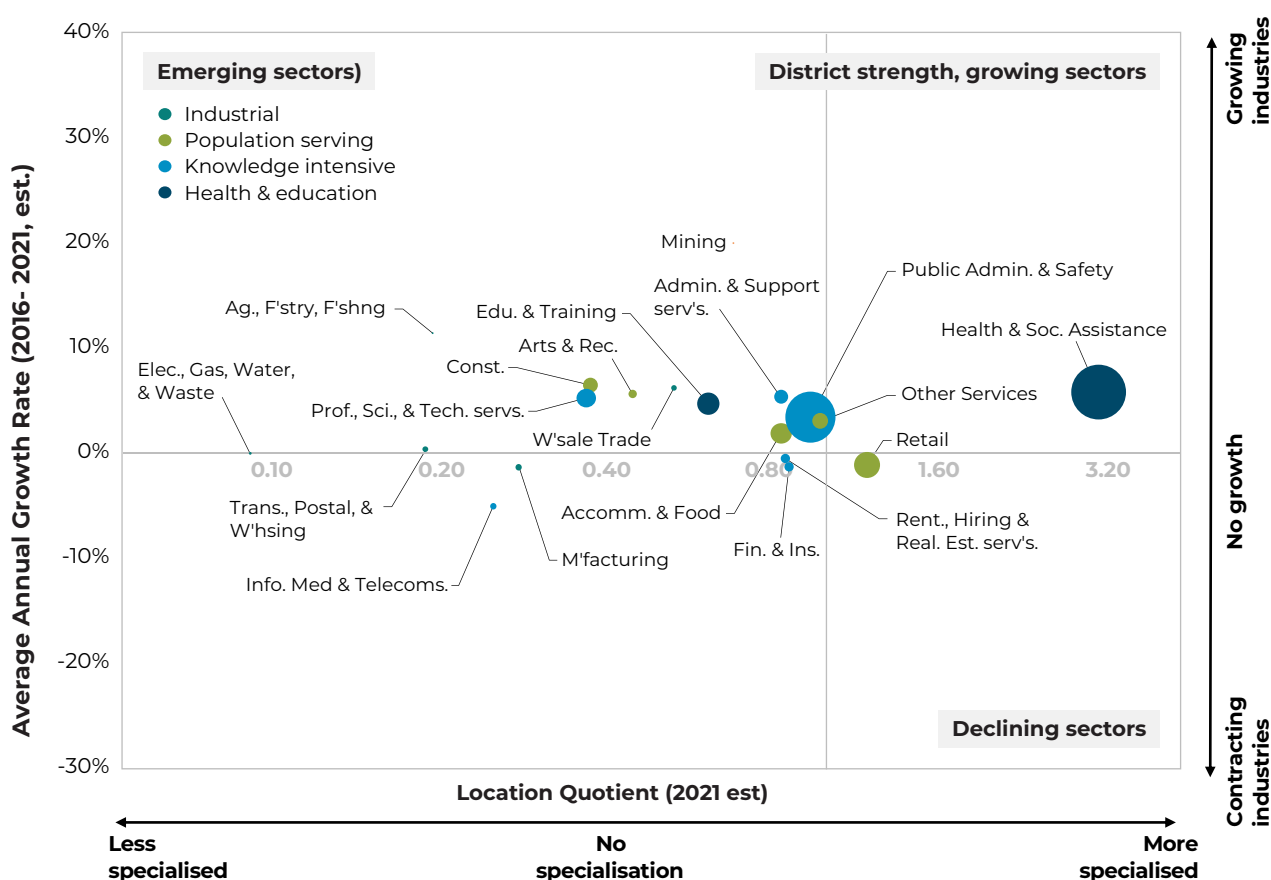 40%
30%
20%
10%
0%
-10%
-20%
-30%
Average Annual Growth Rate (2016- 2021, est.)
Emerging sectors)
Industrial
Population serving
Knowledge intensive
Health & education
District strength, growing sectors
Growing
industries
Mining
Public Admin. & Safety
Admin. & Support
serv's.
Ag., F'stry, F'shng
Edu. & Training
Health & Soc. Assistance
Arts & Rec.
Const.
Elec., Gas, Water,
& Waste
Other Services
Prof., Sci., & Tech. servs.
W'sale Trade
Retail
0.10
0.20
0.40
0.80
1.60
3.20
No growth
Trans., Postal, &
W'hsing
Accomm. & Food
Rent., Hiring &
Real. Est. serv's.
Fin. & Ins.
M'facturing
Info. Med & Telecoms.
Declining sectors
Contracting
industries
Location Quotient (2021 est)
Less
specialised
No
specialisation
More
specialised